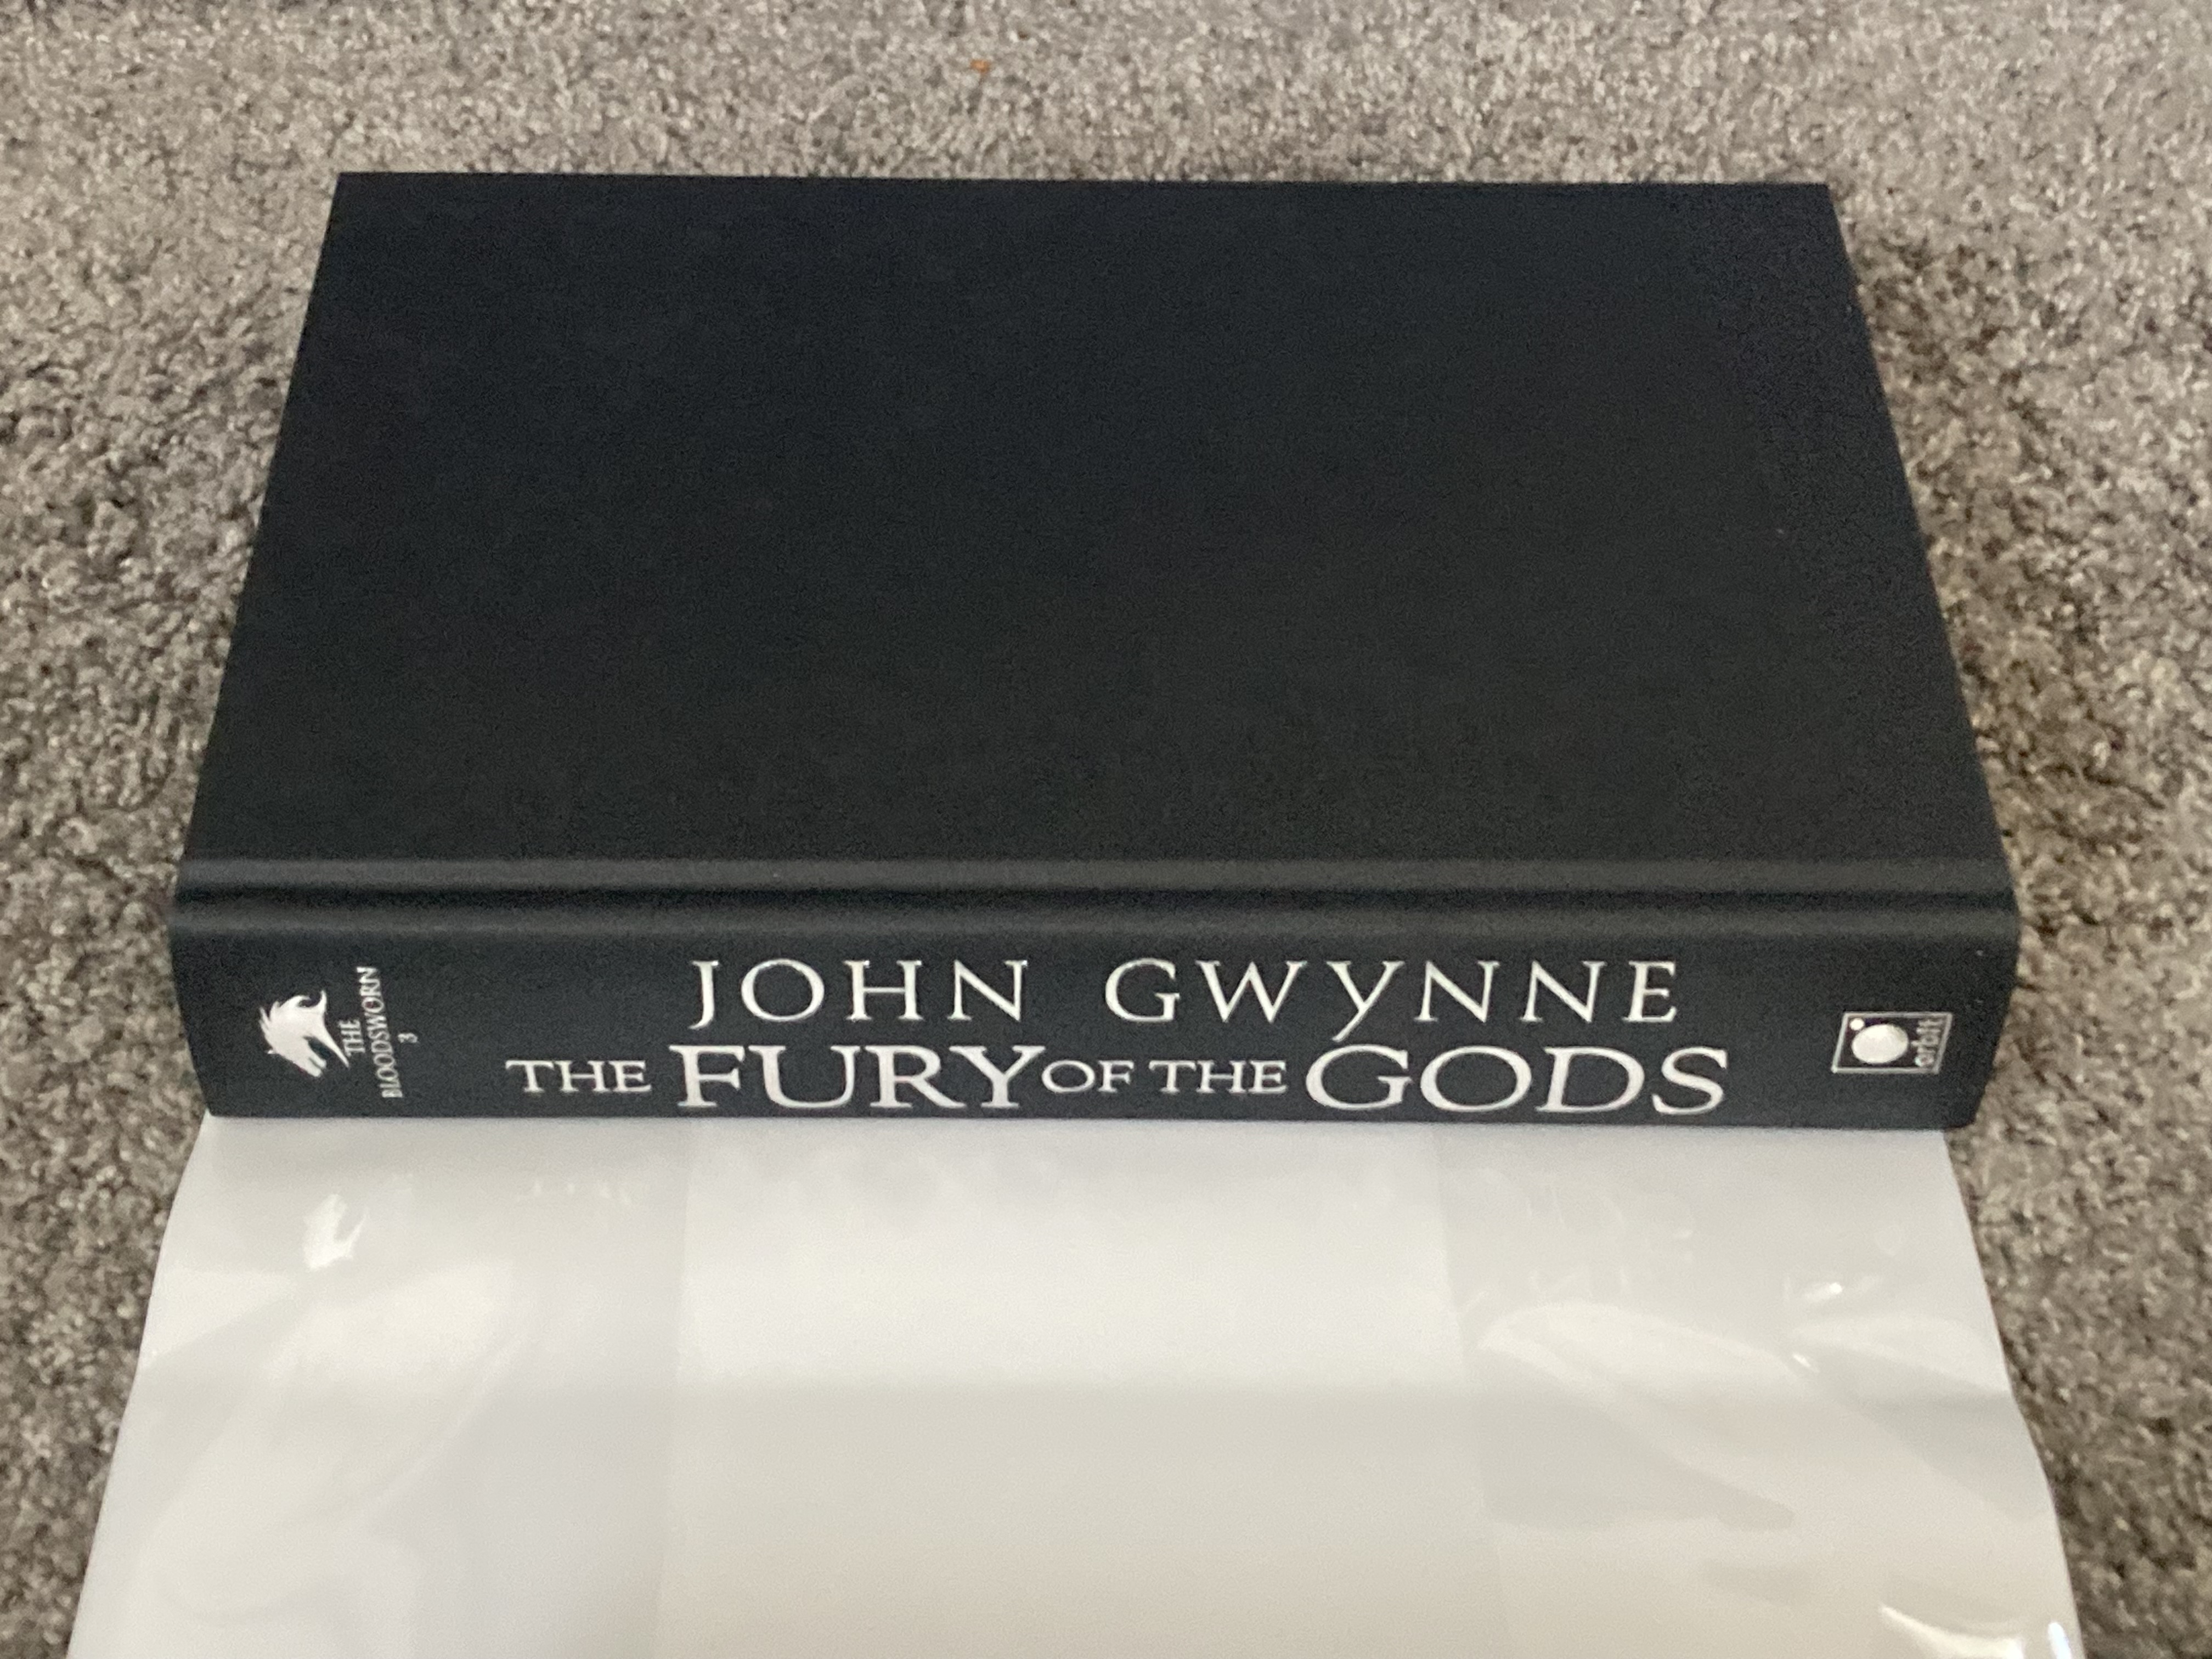 THE
BLOODSWORN
3
JOHN GWYNNE
THE FURY OF THE GODS
orbit